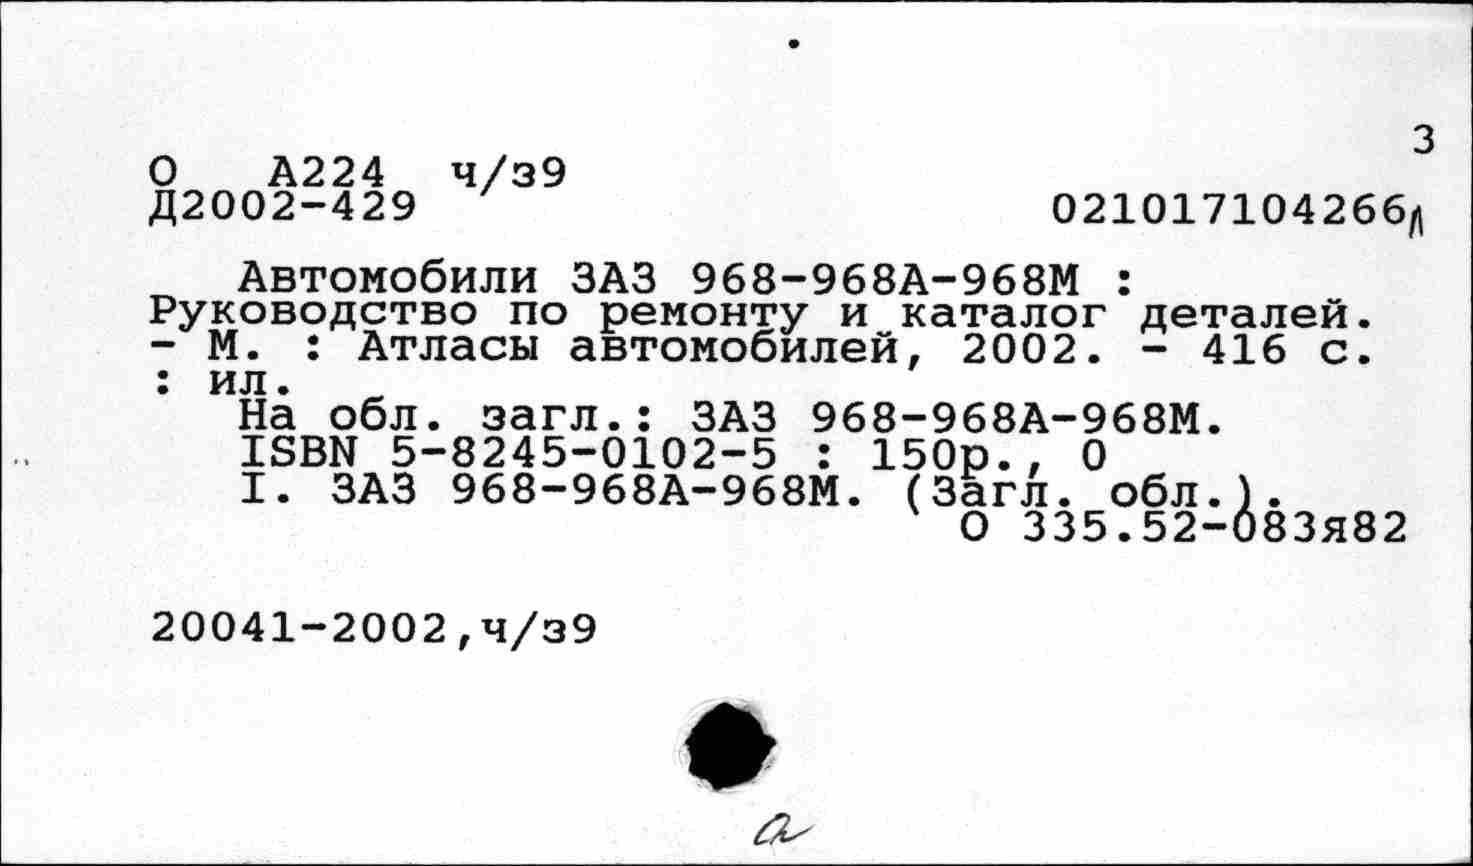 3
О А224 ч/з9
Д2002-429 021017104266д
Автомобили ЗАЗ 968-968А-968М :
Руководство по ремонту и каталог деталей.
- М. : Атласы автомобилей, 2002. - 416 с.
: ил.
На обл. загл.: ЗАЗ 968-968А-968М.
ISBN 5-8245-0102-5 : 150р., 0
I. ЗАЗ 968-968А-968М. (Загл. обл.).
О 335.52-083я82
20041-2002,ч/з9
а